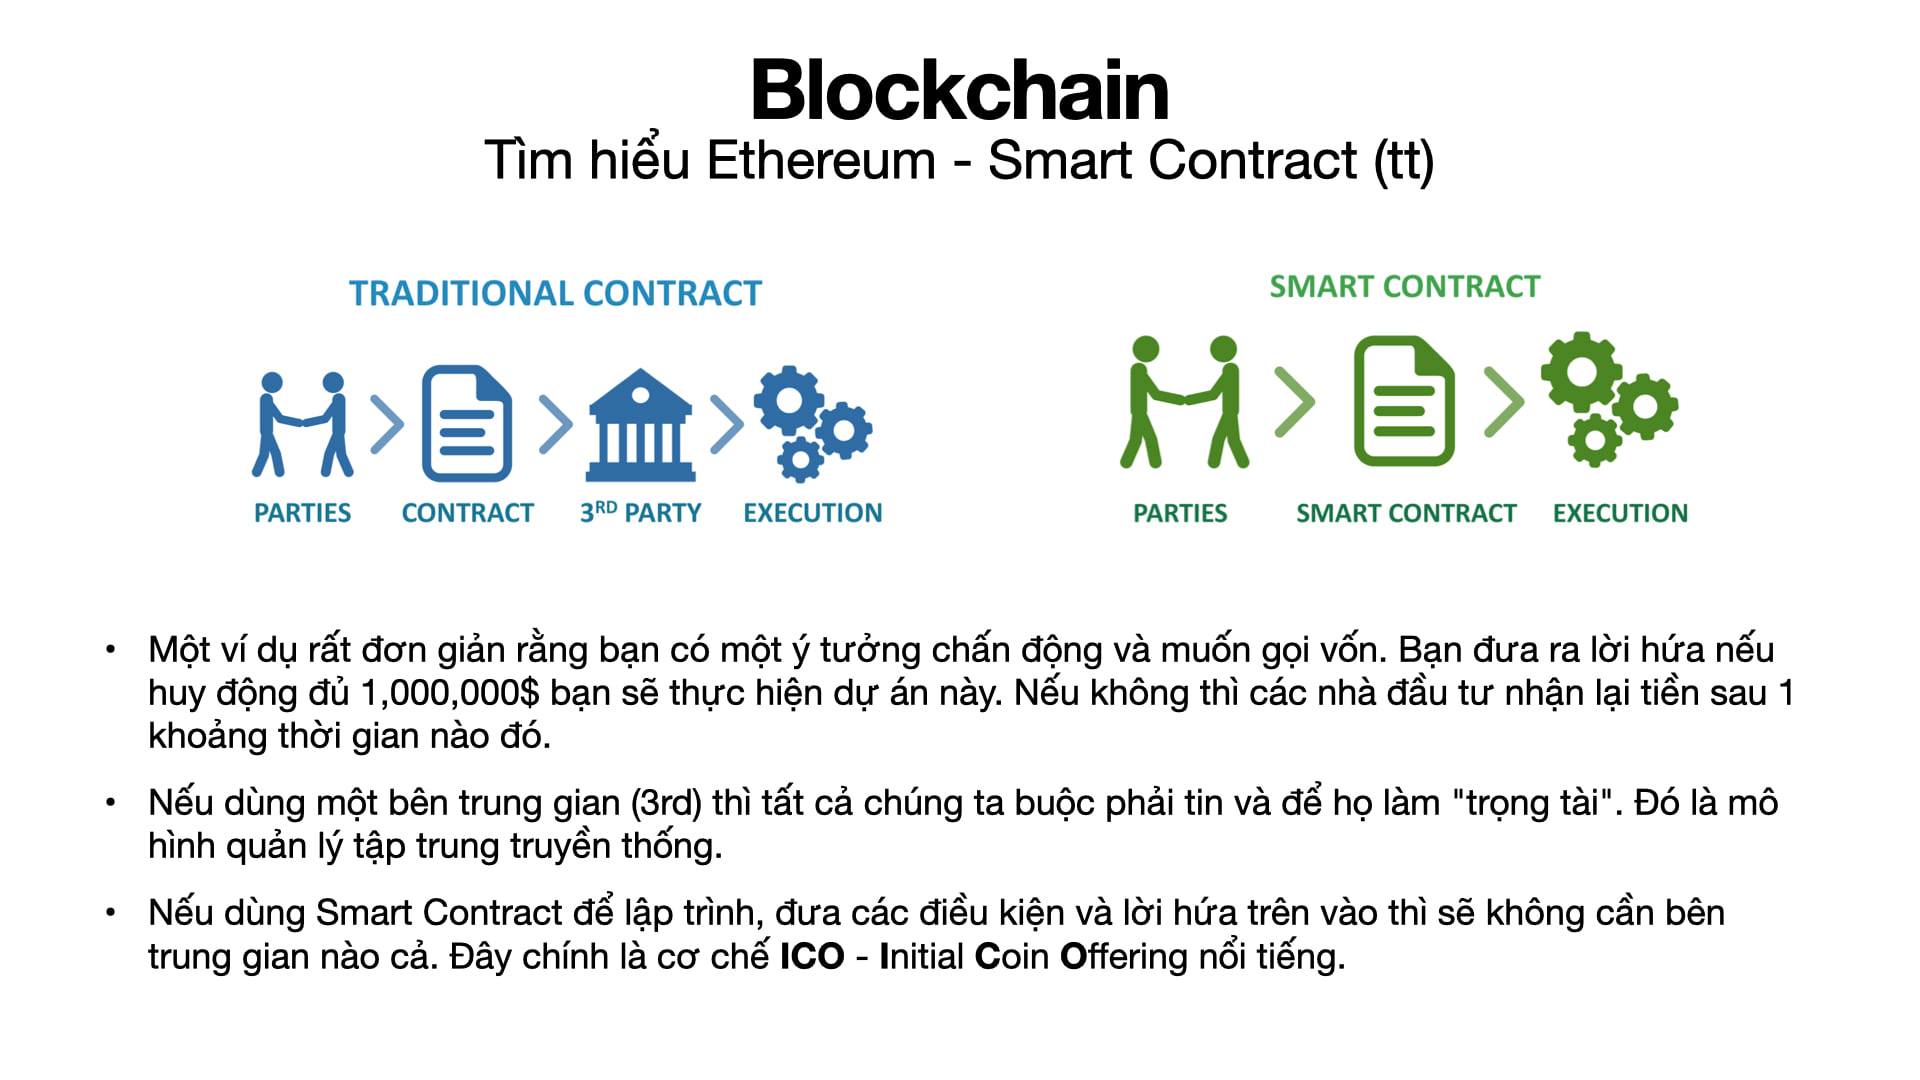 Blockchain
Tìm hiểu Ethereum - Smart Contract (tt)
TRADITIONAL CONTRACT
PARTIES
CONTRACT
3RD PARTY
EXECUTION
SMART CONTRACT
PARTIES
SMART CONTRACT
EXECUTION
• Một ví dụ rất đơn giản rằng bạn có một ý tưởng chấn động và muốn gọi vốn. Bạn đưa ra lời hứa nếu
huy động đủ 1,000,000$ bạn sẽ thực hiện dự án này. Nếu không thì các nhà đầu tư nhận lại tiền sau 1
khoảng thời gian nào đó.
• Nếu dùng một bên trung gian (3rd) thì tất cả chúng ta buộc phải tin và để họ làm "trọng tài". Đó là mô
hình quản lý tập trung truyền thống.
• Nếu dùng Smart Contract để lập trình, đưa các điều kiện và lời hứa trên vào thì sẽ không cần bên
trung gian nào cả. Đây chính là cơ chế ICO - Initial Coin Offering nổi tiếng.